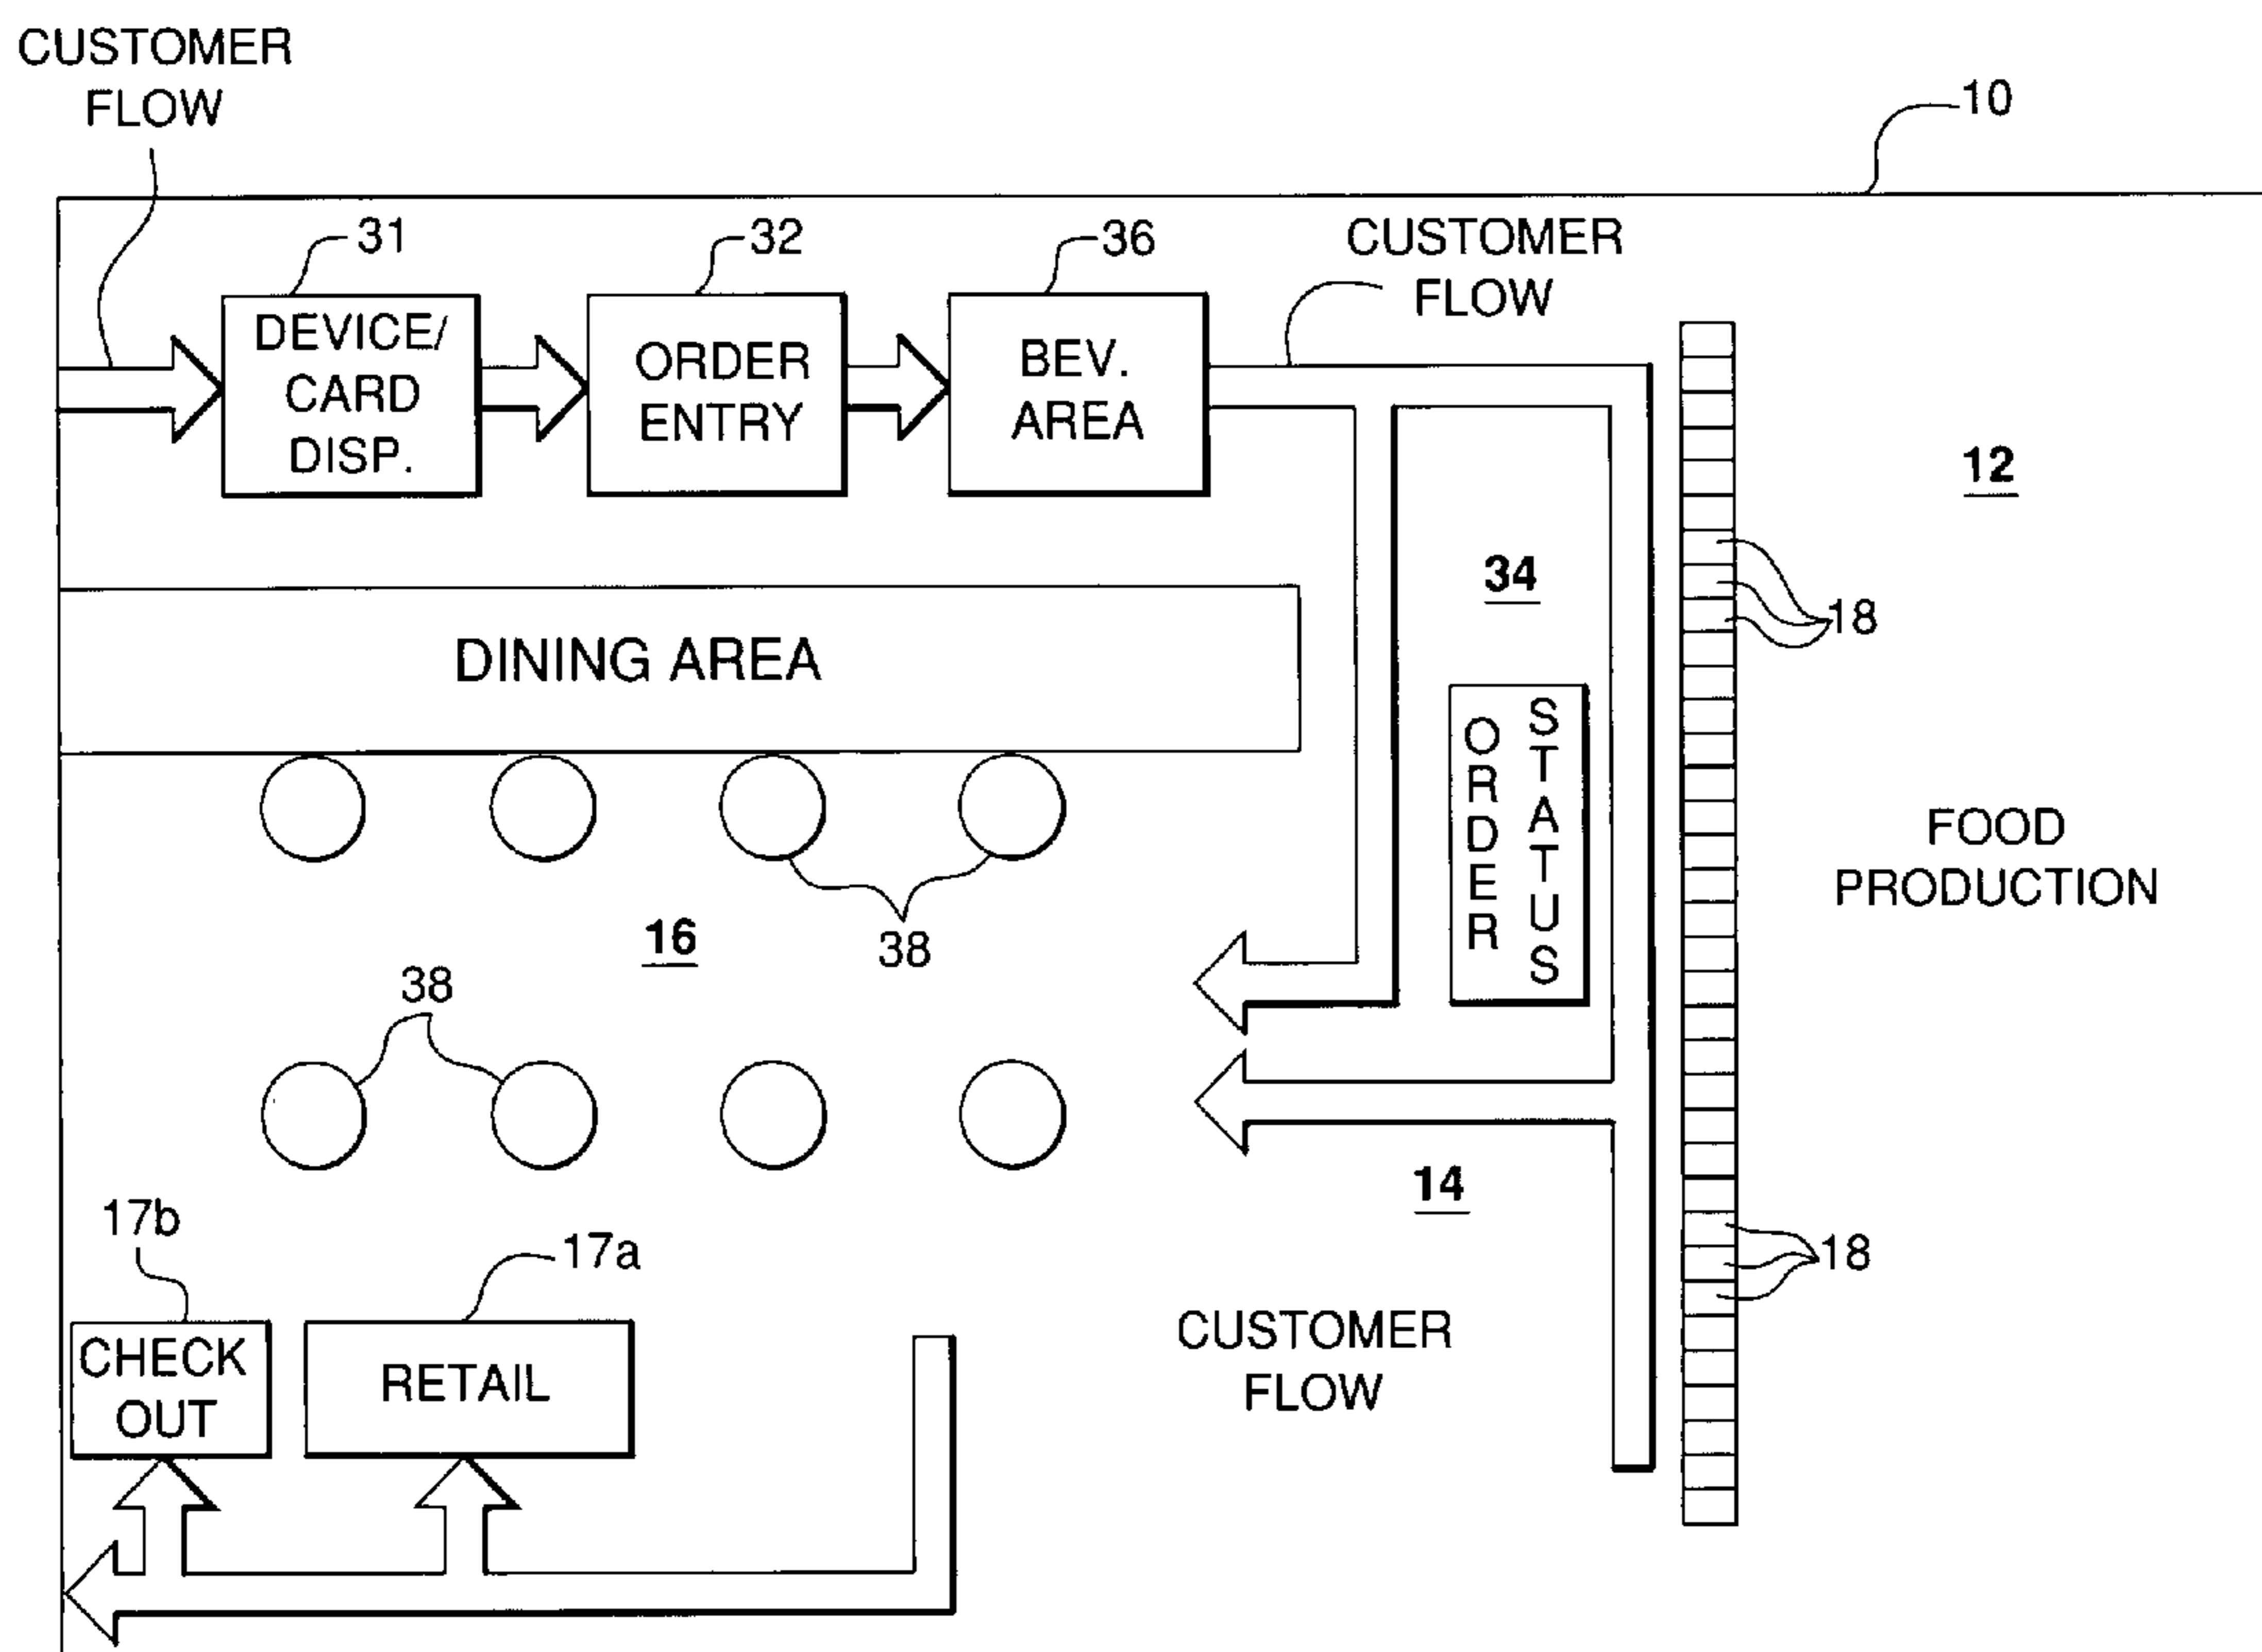 CUSTOMER
FLOW
10
31
32
36
CUSTOMER
FLOW
DEVICE/
CARD
DISP.
ORDER
ENTRY
BEV.
AREA
12
34
18
DINING AREA
ORDER
STATUS
FOOD
PRODUCTION
16
38
38
14
17b
17a
18
CHECK
OUT
RETAIL
CUSTOMER
FLOW